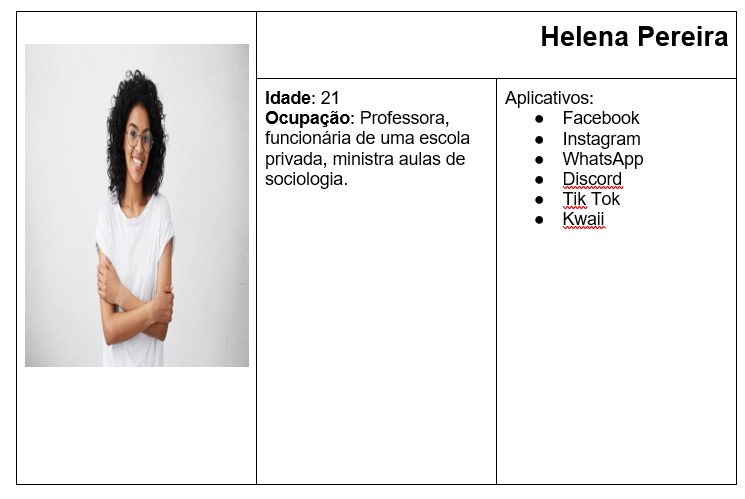 Helena Pereira
Idade: 21
Ocupação: Professora,
funcionária de uma escola
privada, ministra aulas de
sociologia.
Aplicativos:
● Facebook
● Instagram
● WhatsApp
● Discord
● Tik Tok
● Kwaii